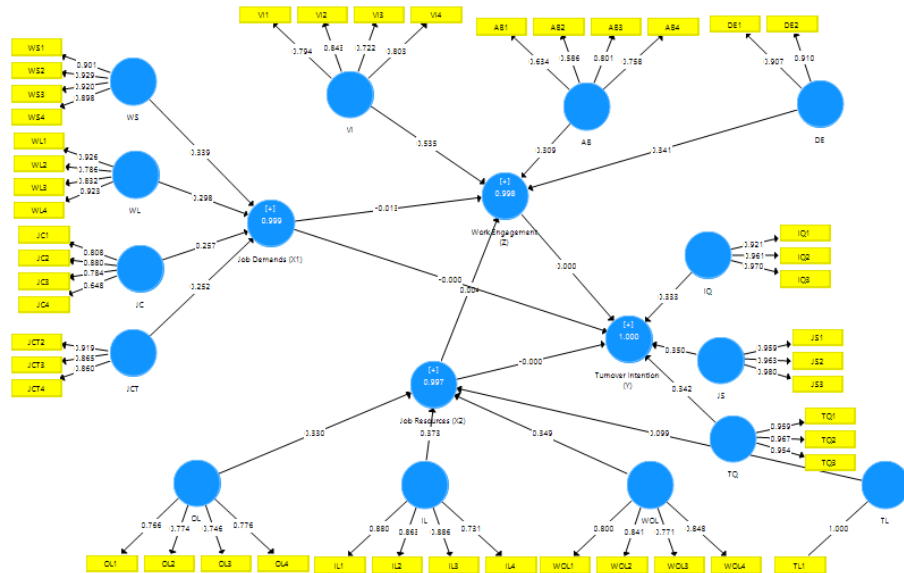 VI1
VI2
VI3
VI4
0.794
0.843
0.722
0.803
VI
AB1
AB2
AB3
AB4
0.634
0.586
0.801
0.758
AB
DE1
DE2
0.907
0.910
DE
WS1
WS2
WS3
WS4
0.901
0.929
0.920
0.898
WS
WL1
WL2
WL3
WL4
0.926
0.786
0.832
0.923
WL
JC1
JC2
JC3
JC4
0.808
0.880
0.784
0.648
JC
JCT2
JCT3
JCT4
0.919
0.865
0.860
JCT
0.339
0.298
0.257
0.252
[+]
0.999
Job Demands (X1)
0.535
0.309
0.341
-0.013
[+]
0.998
Work Engagement
(Z)
0.000
-0.000
0.004
-0.000
[+]
1.000
Turnover Intention
(Y)
IQ1
IQ2
IQ3
0.921
0.961
0.970
IQ
0.333
JS1
JS2
JS3
0.959
0.963
0.980
JS
0.350
TQ1
TQ2
TQ3
0.959
0.967
0.954
TQ
0.342
[+]
0.997
Job Resources (X2)
0.330
0.373
0.349
0.099
OL
0.766
0.774
0.746
0.776
OL1
OL2
OL3
OL4
IL
0.880
0.863
0.886
0.731
IL1
IL2
IL3
IL4
WOL
0.800
0.841
0.771
0.848
WOL1
WOL2
WOL3
WOL4
TL
1.000
TL1